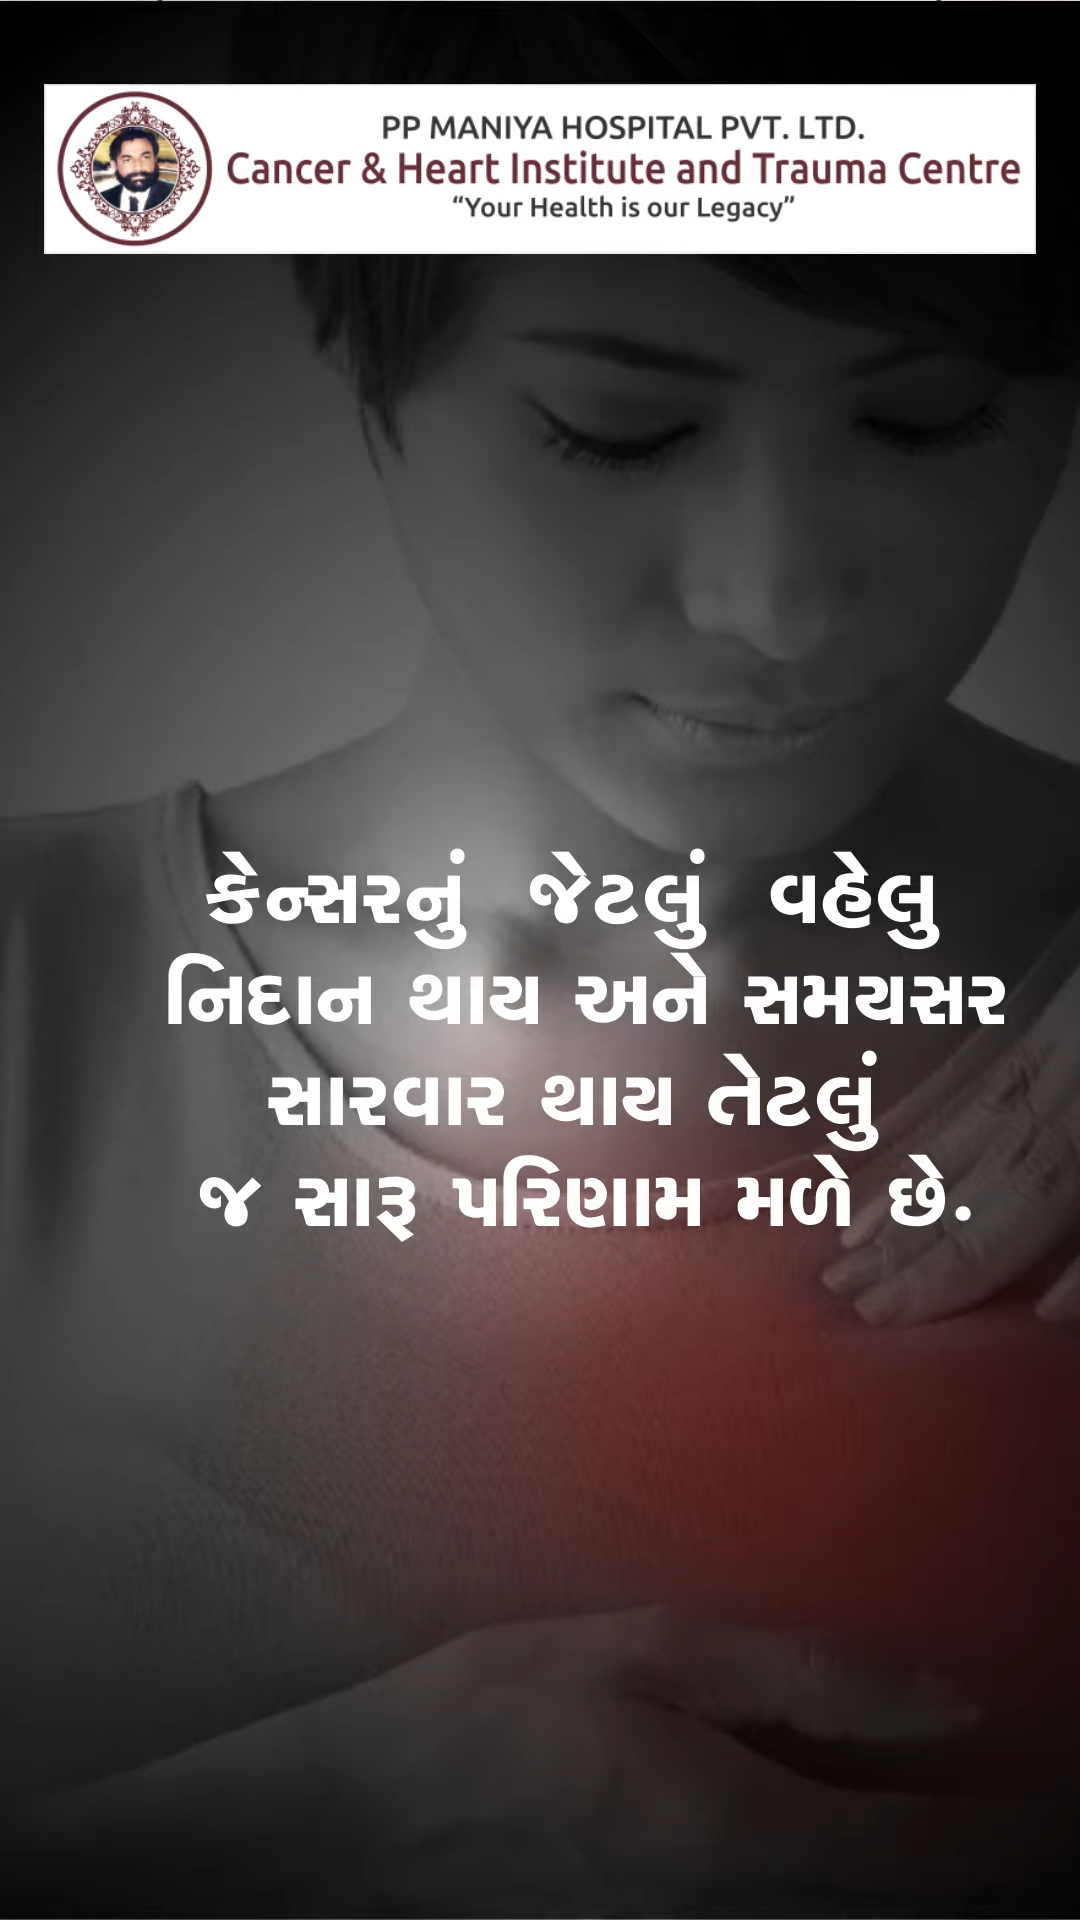 PP MANIYA HOSPITAL PVT. LTD.
Cancer & Heart Institute and Trauma Centre
“Your Health is our Legacy”
કેન્સરનું જેટલું વહેલુ
નિદાન થાય અને સમયસર
સારવાર થાય તેટલું
જ સારૂ પરિણામ મળે છે.